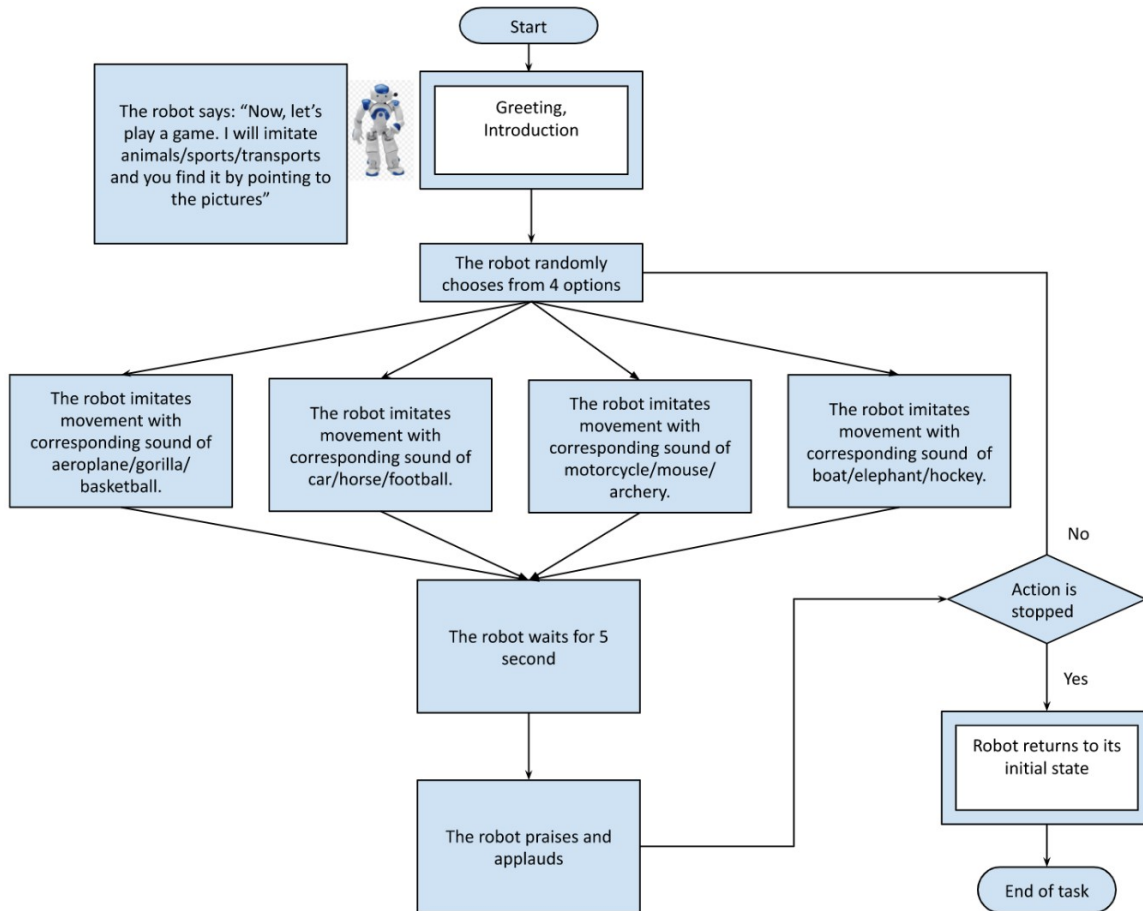 Start
The robot says: “Now, let’s
play a game. I will imitate
animals/sports/transports
and you find it by pointing to
the pictures”
Greeting,
Introduction
The robot randomly
chooses from 4 options
The robot imitates
movement with
corresponding sound of
aeroplane/gorilla/
basketball.
The robot imitates
movement with
corresponding sound of
car/horse/football.
The robot imitates
movement with
corresponding sound of
motorcycle/mouse/
archery.
The robot imitates
movement with
corresponding sound of
boat/elephant/hockey.
No
Action is
stopped
The robot waits for 5
second
Yes
Robot returns to its
initial state
The robot praises and
applauds
End of task